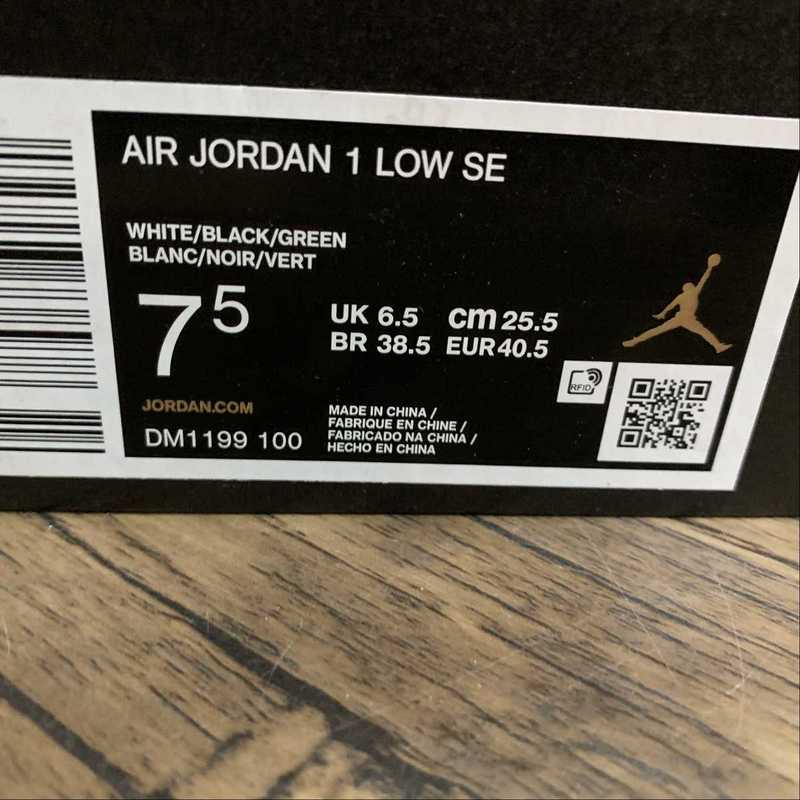 AIR JORDAN 1 LOW SE
WHITE/BLACK/GREEN
BLANC/NOIR/VERT
7 5
UK 6.5 cm 25.5
BR 38.5 EUR 40.5
RFID
JORDAN.COM
DM1199 100
MADE IN CHINA /
FABRIQUE EN CHINE /
FABRICADO NA CHINA /
HECHO EN CHINA